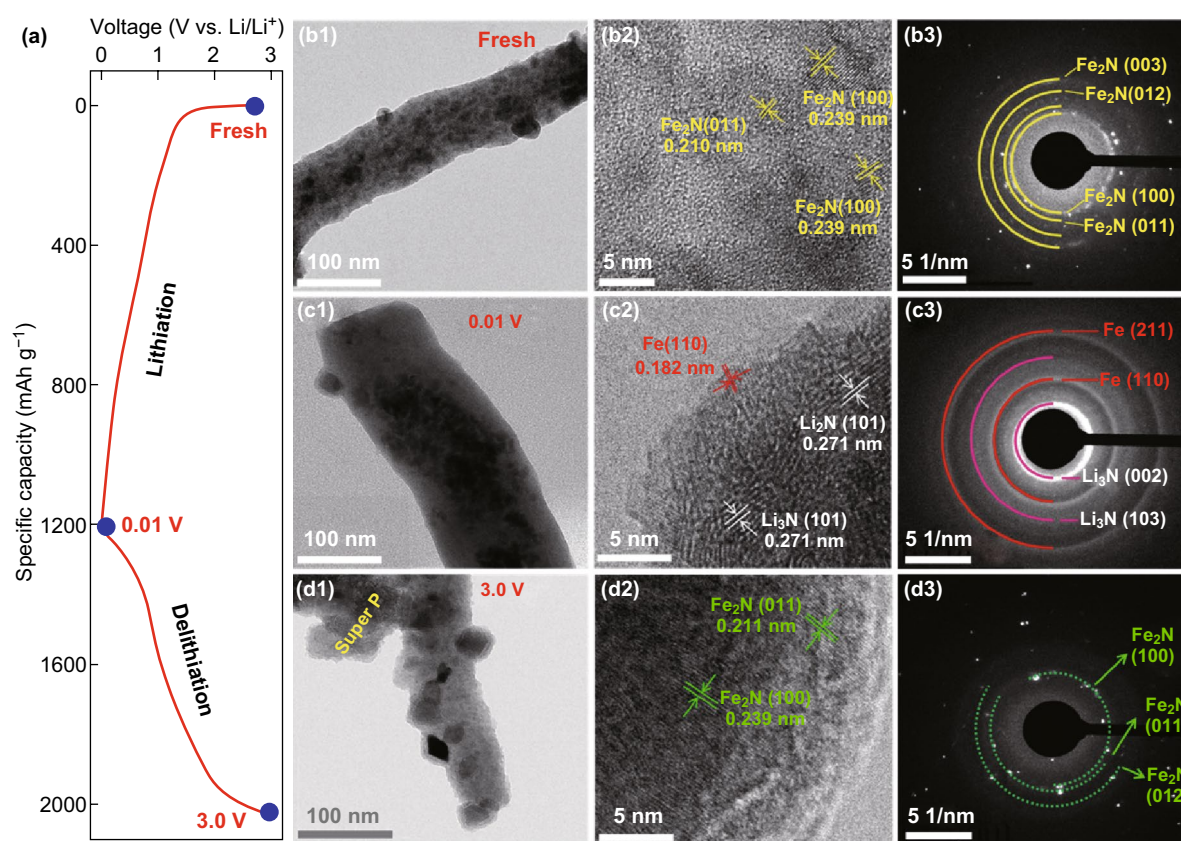 (a)
Voltage (V vs. Li/Li⁺)
0 1 2 3
Specific capacity (mAh g⁻¹)
0
400
800
1200
1600
2000
Fresh
Lithiation
0.01 V
Delithiation
3.0 V
(b1)
Fresh
100 nm
(b2)
Fe₂N (100)
0.239 nm
Fe₂N(011)
0.210 nm
Fe₂N(100)
0.239 nm
5 nm
(b3)
Fe₂N (003)
Fe₂N(012)
Fe₂N (100)
Fe₂N (011)
5 1/nm
(c1)
0.01 V
100 nm
(c2)
Fe(110)
0.182 nm
Li₂N (101)
0.271 nm
Li₃N (101)
0.271 nm
5 nm
(c3)
Fe (211)
Fe (110)
Li₃N (002)
Li₃N (103)
5 1/nm
(d1)
3.0 V
Super P
100 nm
(d2)
Fe₂N (011)
0.211 nm
Fe₂N (100)
0.239 nm
5 nm
(d3)
Fe₂N
(100)
Fe₂N
(011
Fe₂N
(012
5 1/nm